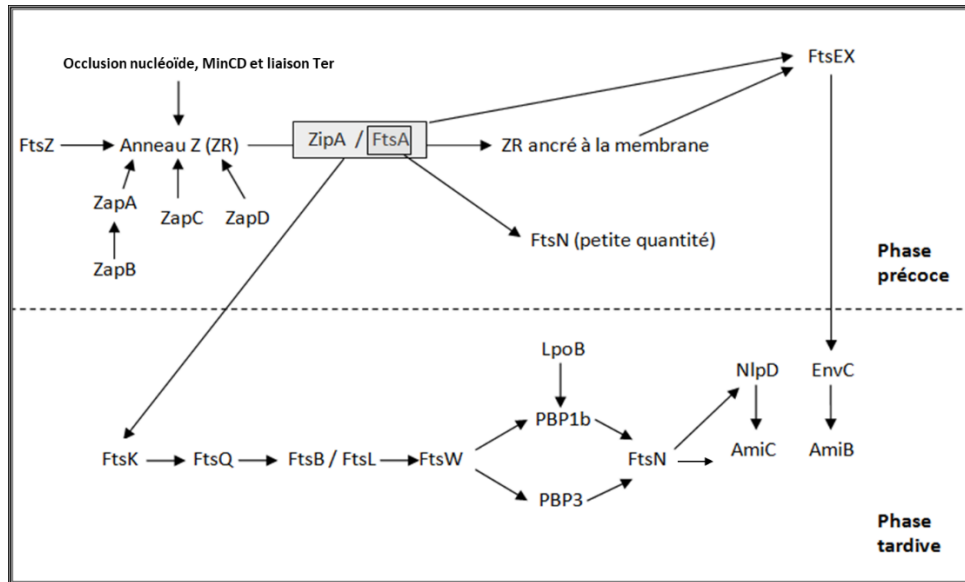 Occlusion nucléoïde, MinCD et liaison Ter
FtsEX
FtsZ
Anneau Z (ZR)
ZipA / FtsA
ZR ancré à la membrane
ZapA
ZapC
ZapD
FtsN (petite quantité)
ZapB
Phase
précoce
LpoB
NlpD
EnvC
PBP1b
FtsK
FtsQ
FtsB / FtsL
FtsW
FtsN
AmiC
AmiB
PBP3
Phase
tardive